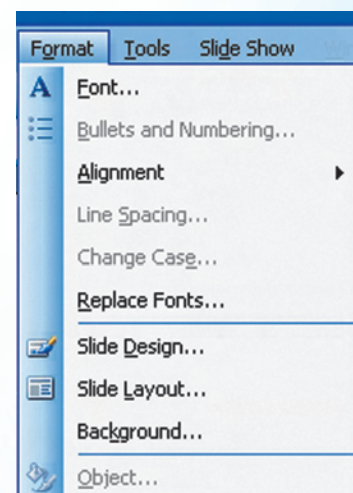 Format Tools Slide Show
Font...
Bullets and Numbering...
Alignment
Line Spacing...
Change Case...
Replace Fonts...
Slide Design...
Slide Layout...
Background...
Object...